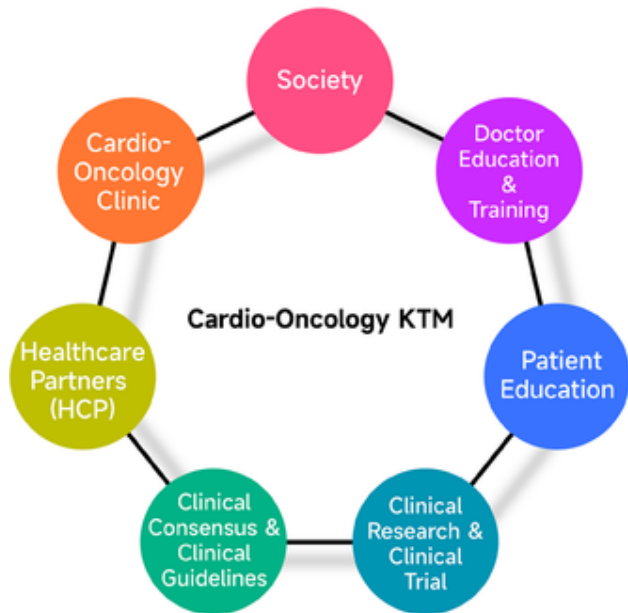 Society
Doctor
Education
&
Training
Patient
Education
Clinical
Research &
Clinical
Trial
Clinical
Consensus &
Clinical
Guidelines
Healthcare
Partners
(HCP)
Cardio-
Oncology
Clinic
Cardio-Oncology KTM